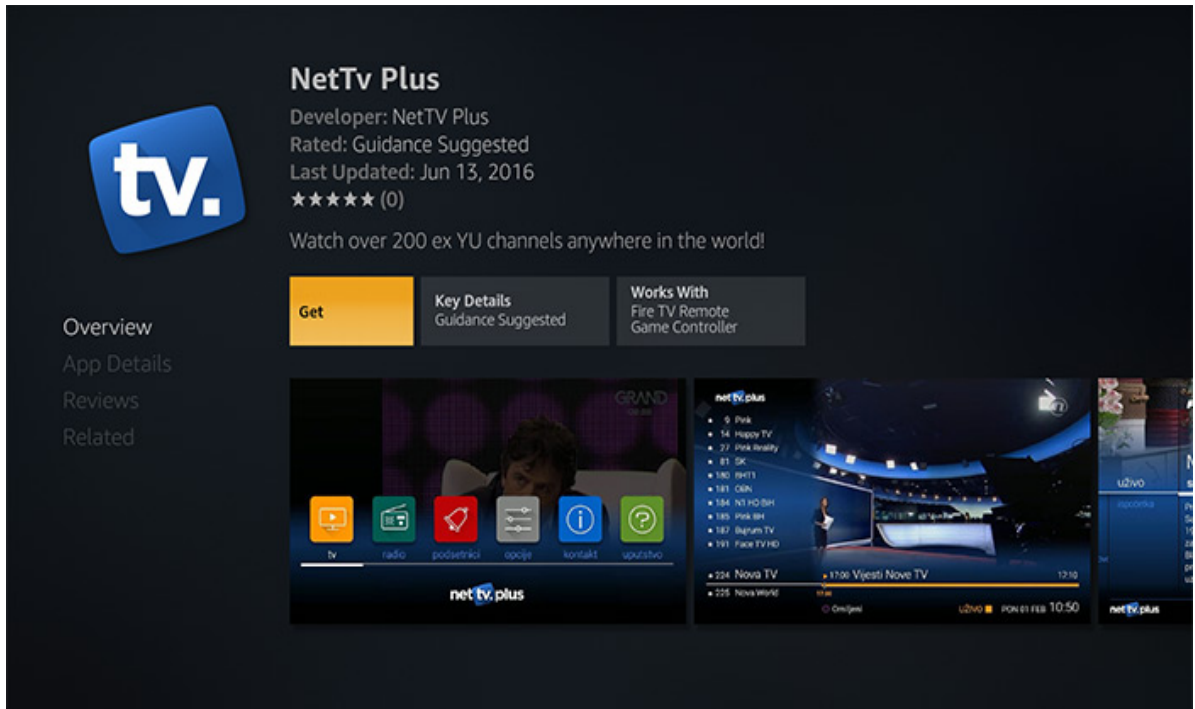 tv.
NetTv Plus
Developer: NetTV Plus
Rated: Guidance Suggested
Last Updated: Jun 13, 2016
★★★★★ (0)
Watch over 200 ex YU channels anywhere in the world!
Get
Key Details
Guidance Suggested
Works With
Fire TV Remote
Game Controller
Overview
App Details
Reviews
Related
GRAND
tv
radio
podsetnici
opcije
kontakt
uputstvo
net tv. plus
net tv. plus
9 Pink
14 Happy TV
27 Pink Reality
81 SK
180 BHT1
181 OBN
184 N1 HD BiH
185 Pink BH
187 Bujrum TV
191 Face TV HD
224 Nova TV
17:00 Vijesti Nove TV
17:10
225 Nova World
17:00
Omiljeni
UŽIVO
PON 01 FEB 10:50
uživo
net tv. plus